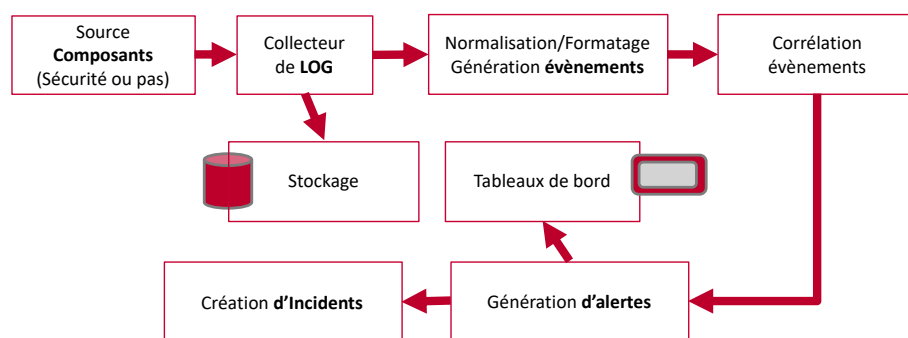 Source
Composants
(Sécurité ou pas)
Collecteur
de LOG
Normalisation/Formatage
Génération évènements
Corrélation
évènements
Stockage
Tableaux de bord
Création d'Incidents
Génération d'alertes